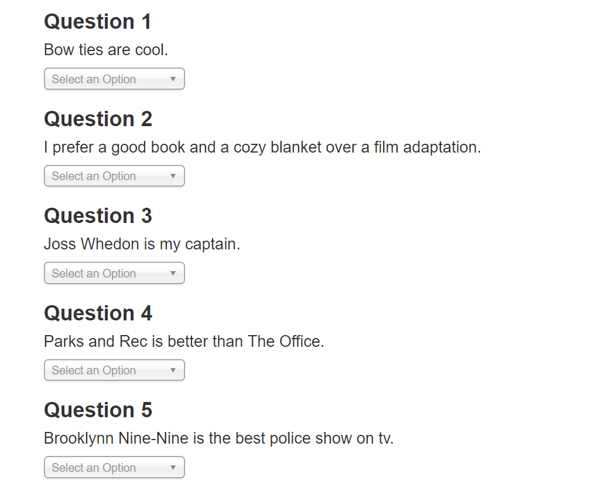 Question 1
Bow ties are cool.
Select an Option
Question 2
I prefer a good book and a cozy blanket over a film adaptation.
Select an Option
Question 3
Joss Whedon is my captain.
Select an Option
Question 4
Parks and Rec is better than The Office.
Select an Option
Question 5
Brooklynn Nine-Nine is the best police show on tv.
Select an Option